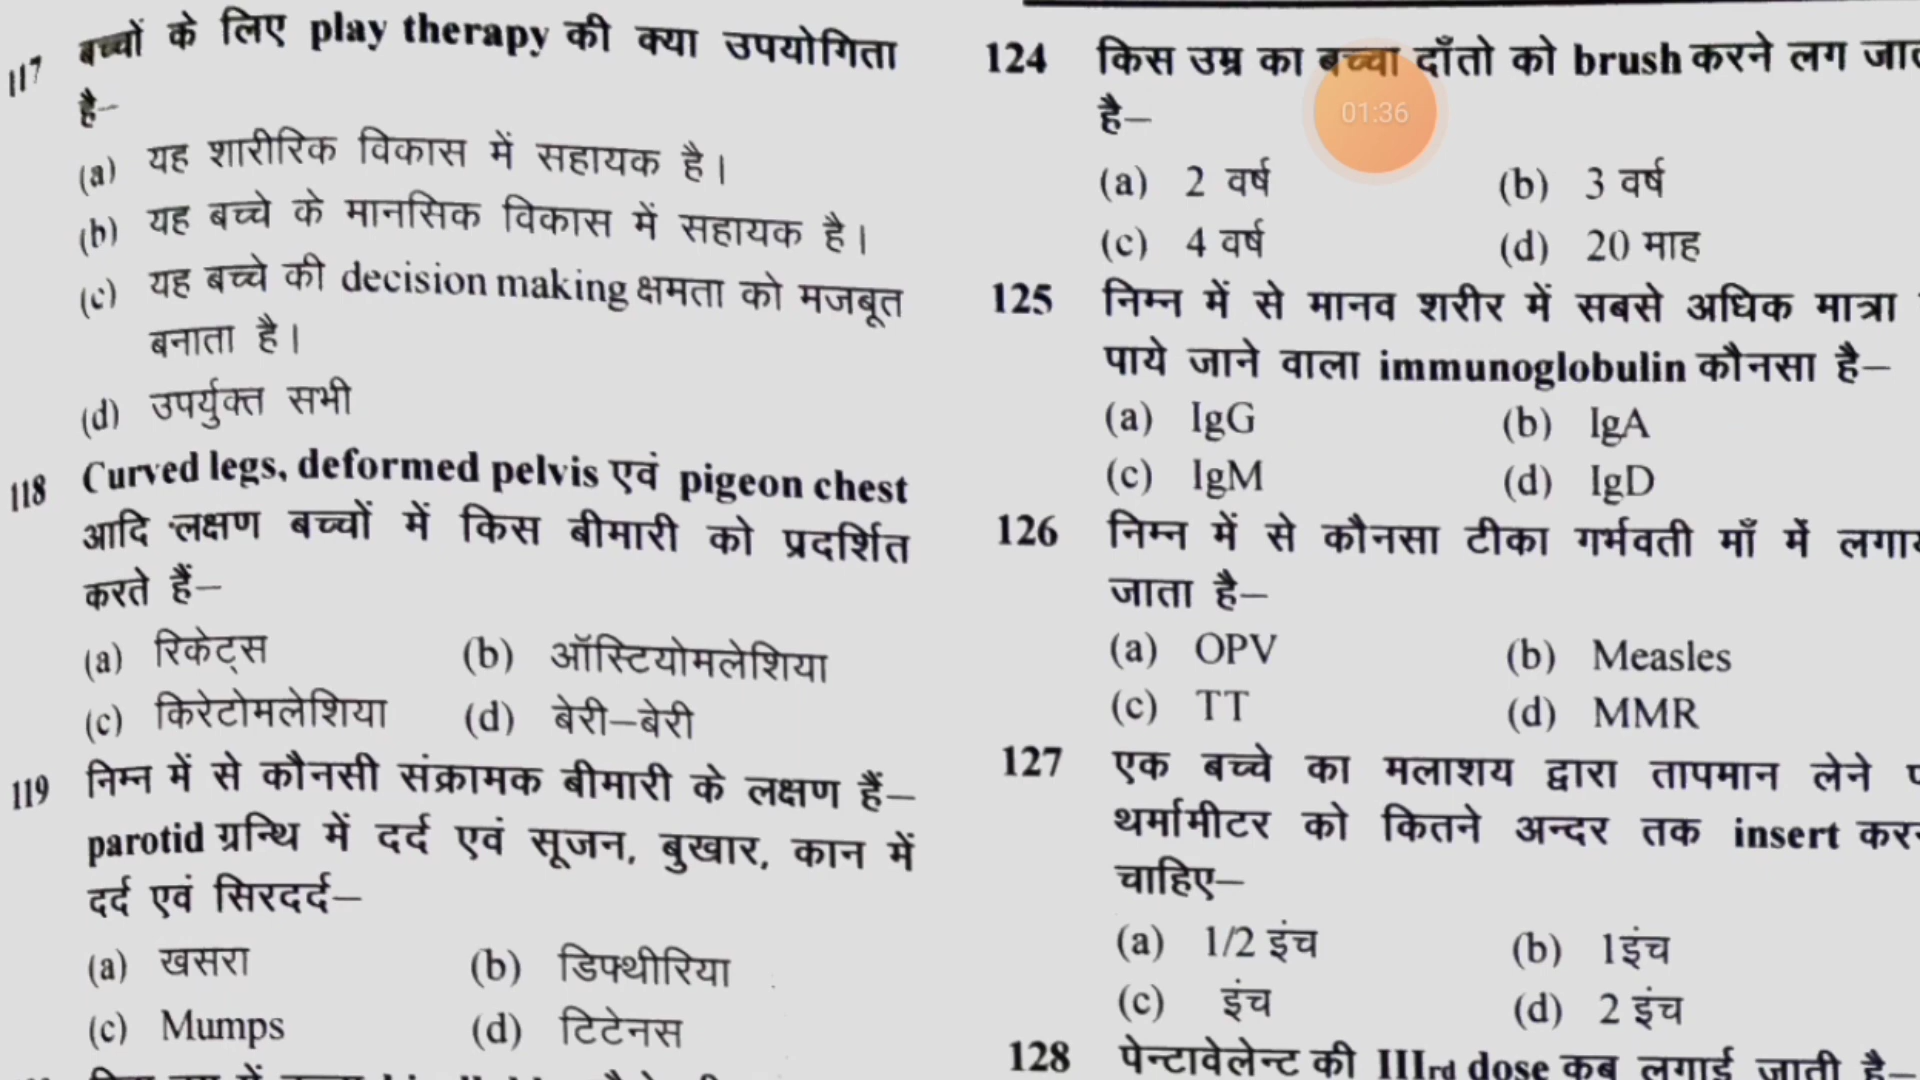 117 बच्चों के लिए play therapy की क्या उपयोगिता
है–
(a) यह शारीरिक विकास में सहायक है।
(b) यह बच्चे के मानसिक विकास में सहायक है।
(c) यह बच्चे की decision making क्षमता को मजबूत
बनाता है।
(d) उपर्युक्त सभी
118 Curved legs, deformed pelvis एवं pigeon chest
आदि लक्षण बच्चों में किस बीमारी को प्रदर्शित
करते हैं–
(a) रिकेट्स (b) ऑस्टियोमलेशिया
(c) किरेटोमलेशिया (d) बेरी–बेरी
119 निम्न में से कौनसी संक्रामक बीमारी के लक्षण हैं–
parotid ग्रन्थि में दर्द एवं सूजन, बुखार, कान में
दर्द एवं सिरदर्द–
(a) खसरा (b) डिफ्थीरिया
(c) Mumps (d) टिटेनस
124 किस उम्र का बच्चा दाँतो को brush करने लग
है–
01:36
(a) 2 वर्ष (b) 3 वर्ष
(c) 4 वर्ष (d) 20 माह
125 निम्न में से मानव शरीर में सबसे अधिक मात्रा
पाये जाने वाला immunoglobulin कौनसा है–
(a) IgG (b) IgA
(c) IgM (d) IgD
126 निम्न में से कौनसा टीका गर्भवती माँ में
जाता है–
(a) OPV (b) Measles
(c) TT (d) MMR
127 एक बच्चे का मलाशय द्वारा तापमान लेने
थर्मामीटर को कितने अन्दर तक insert
चाहिए–
(a) 1/2 इंच (b) 1इंच
(c) इंच (d) 2 इंच
128 पेन्टावेलेन्ट की IIIrd dose कब लगाई जाती है–